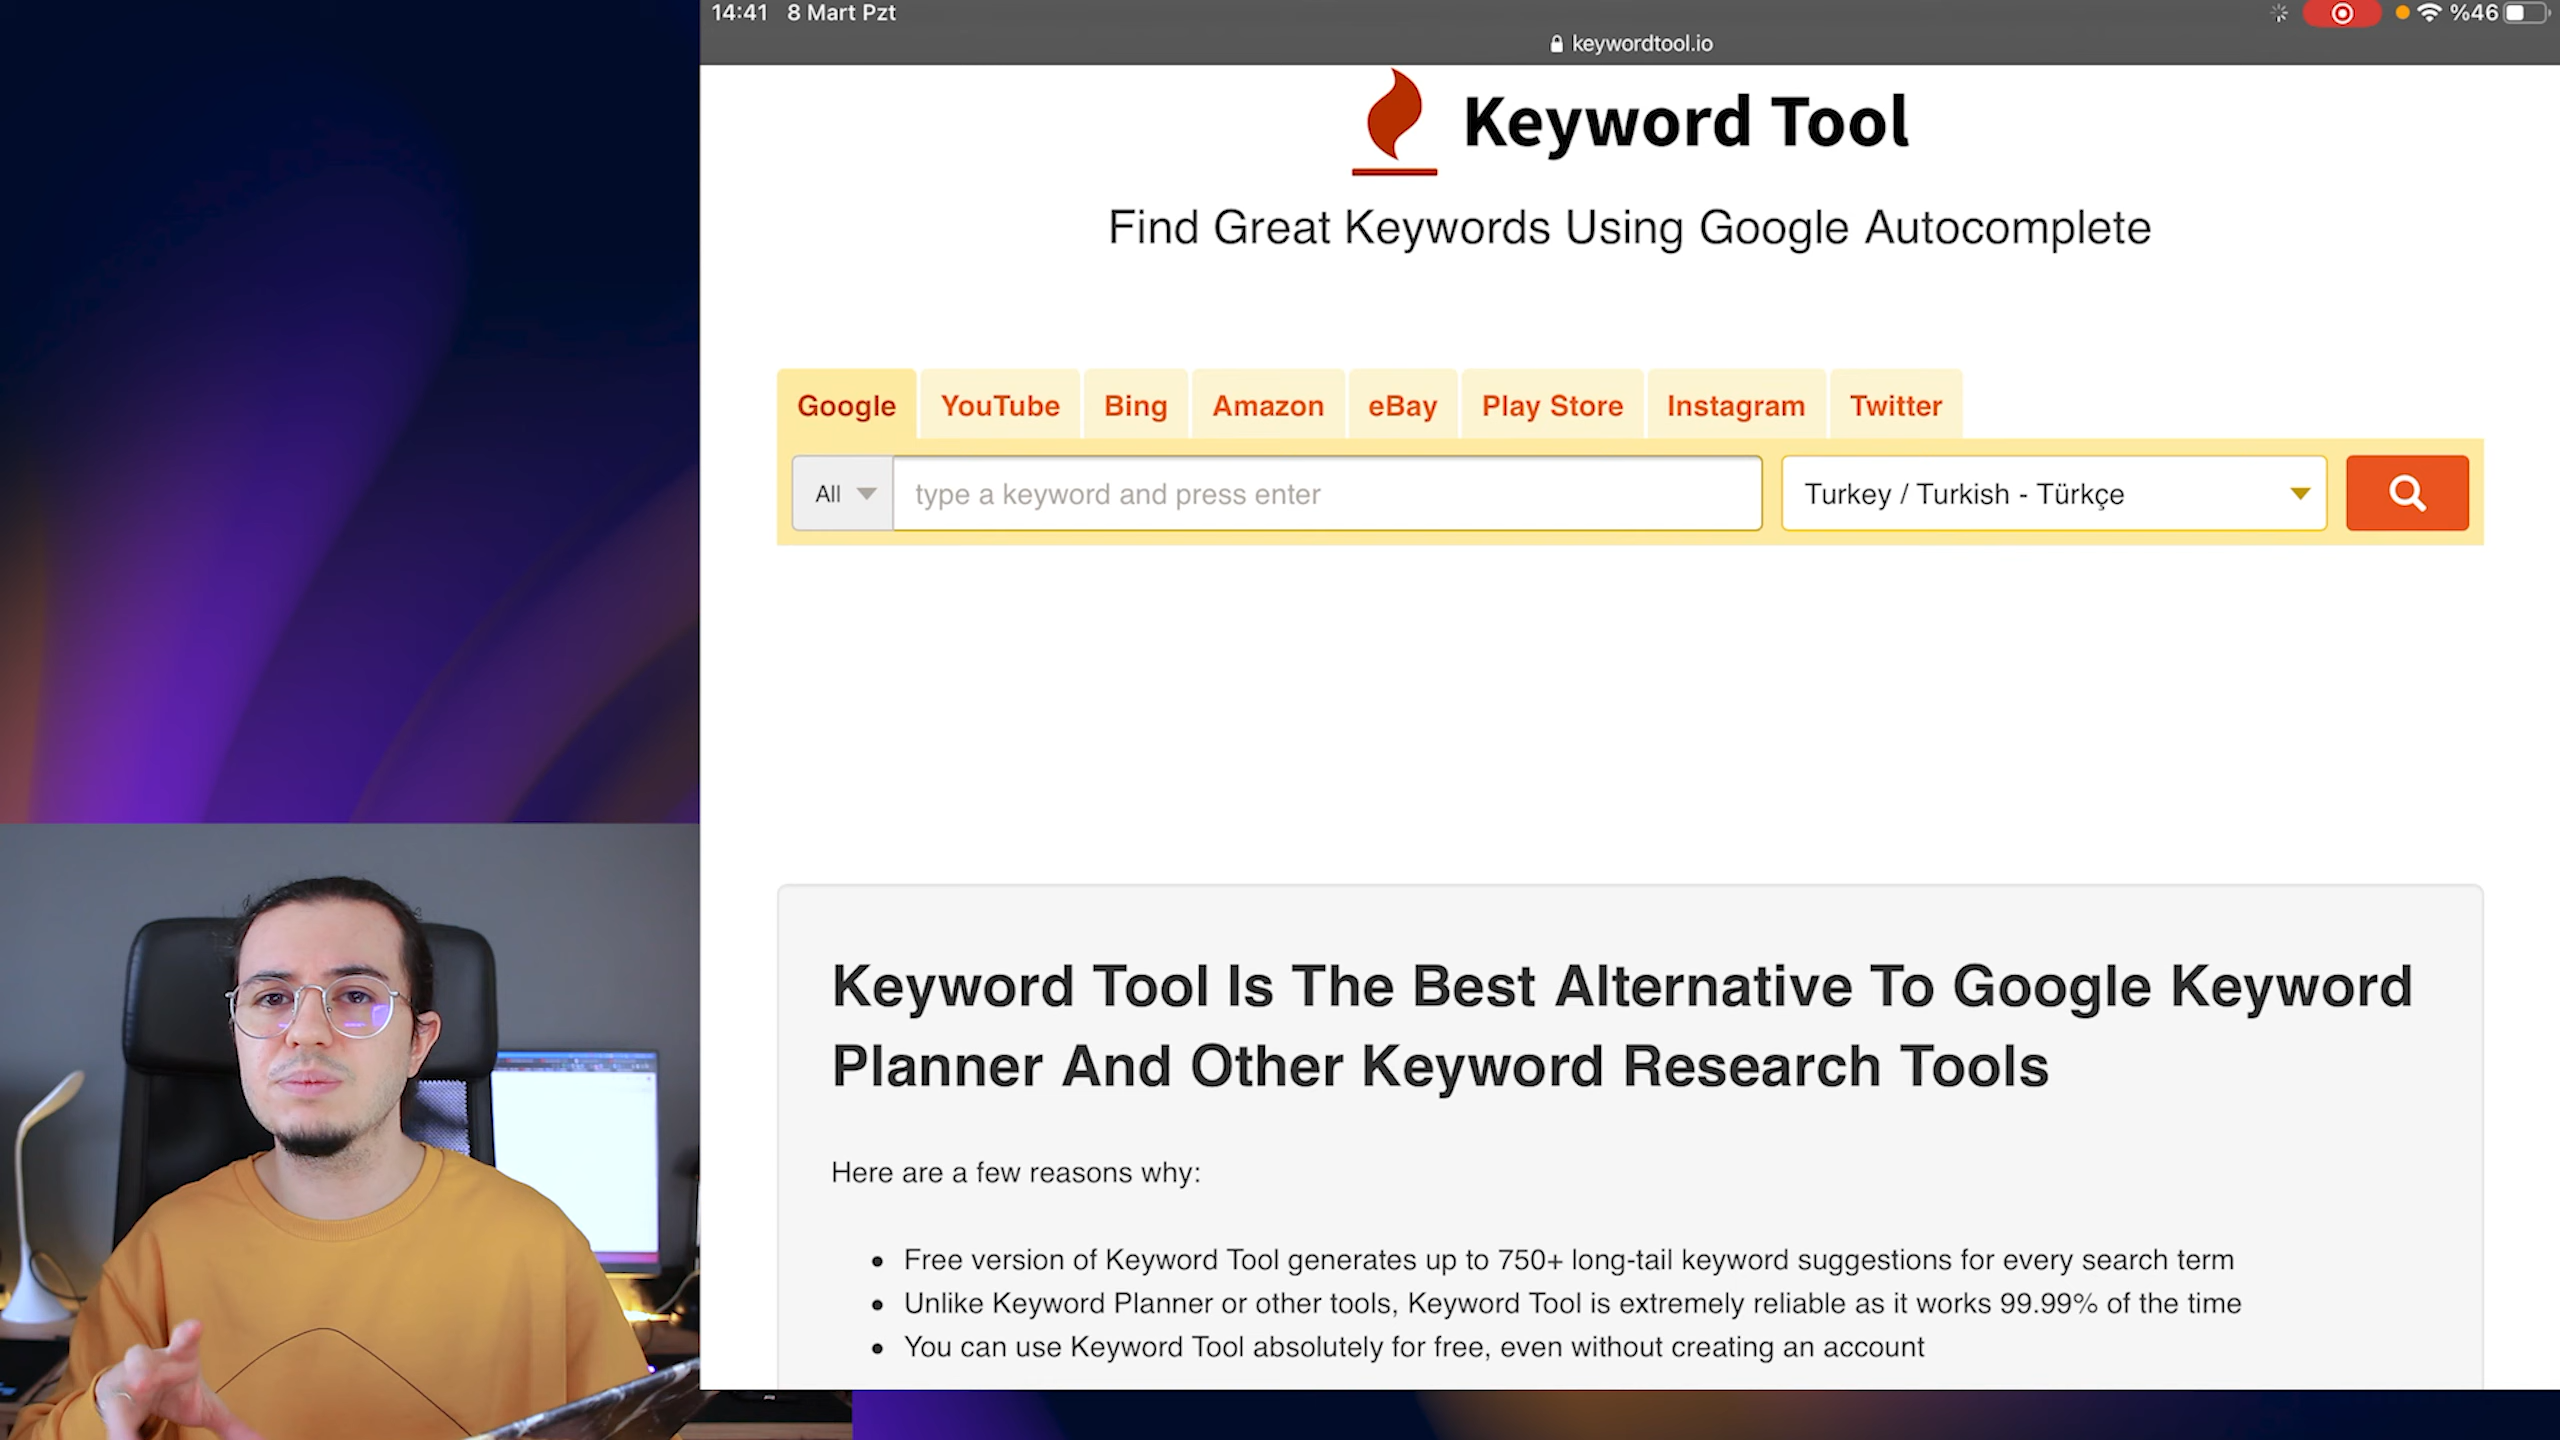 14:41 8 Mart Pzt
%46
keywordtool.io
Keyword Tool
Find Great Keywords Using Google Autocomplete
Google YouTube Bing Amazon eBay Play Store Instagram Twitter
All type a keyword and press enter Turkey / Turkish - Türkçe
Keyword Tool Is The Best Alternative To Google Keyword
Planner And Other Keyword Research Tools
Here are a few reasons why:
• Free version of Keyword Tool generates up to 750+ long-tail keyword suggestions for every search term
• Unlike Keyword Planner or other tools, Keyword Tool is extremely reliable as it works 99.99% of the time
• You can use Keyword Tool absolutely for free, even without creating an account